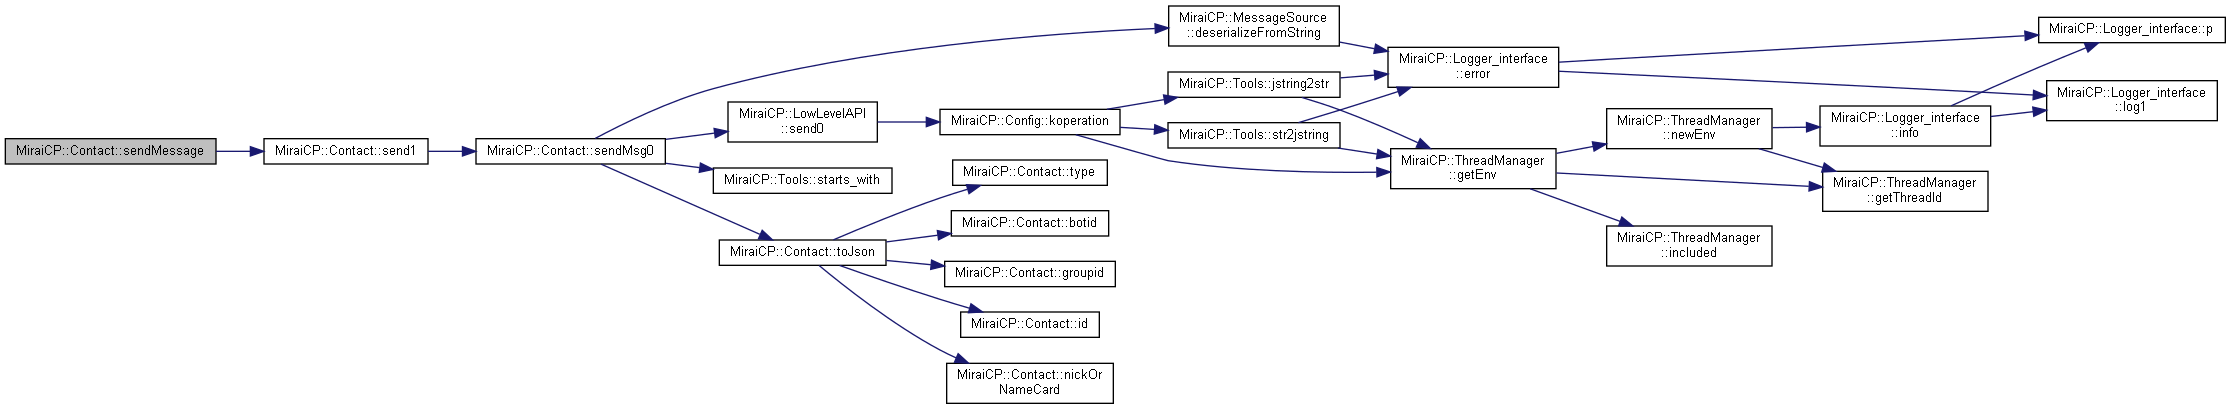 MiraiCP::Contact::sendMessage
MiraiCP::Contact::send1
MiraiCP::Contact::sendMsg0
MiraiCP::MessageSource
::deserializeFromString
MiraiCP::LowLevelAPI
::send0
MiraiCP::Tools::starts_with
MiraiCP::Contact::toJson
MiraiCP::Config::koperation
MiraiCP::Contact::type
MiraiCP::Contact::botid
MiraiCP::Contact::groupid
MiraiCP::Contact::id
MiraiCP::Contact::nickOr
NameCard
MiraiCP::Tools::jstring2str
MiraiCP::Tools::str2jstring
MiraiCP::Logger_interface
::error
MiraiCP::ThreadManager
::getEnv
MiraiCP::ThreadManager
::newEnv
MiraiCP::ThreadManager
::included
MiraiCP::Logger_interface
::info
MiraiCP::ThreadManager
::getThreadId
MiraiCP::Logger_interface::p
MiraiCP::Logger_interface
::log1